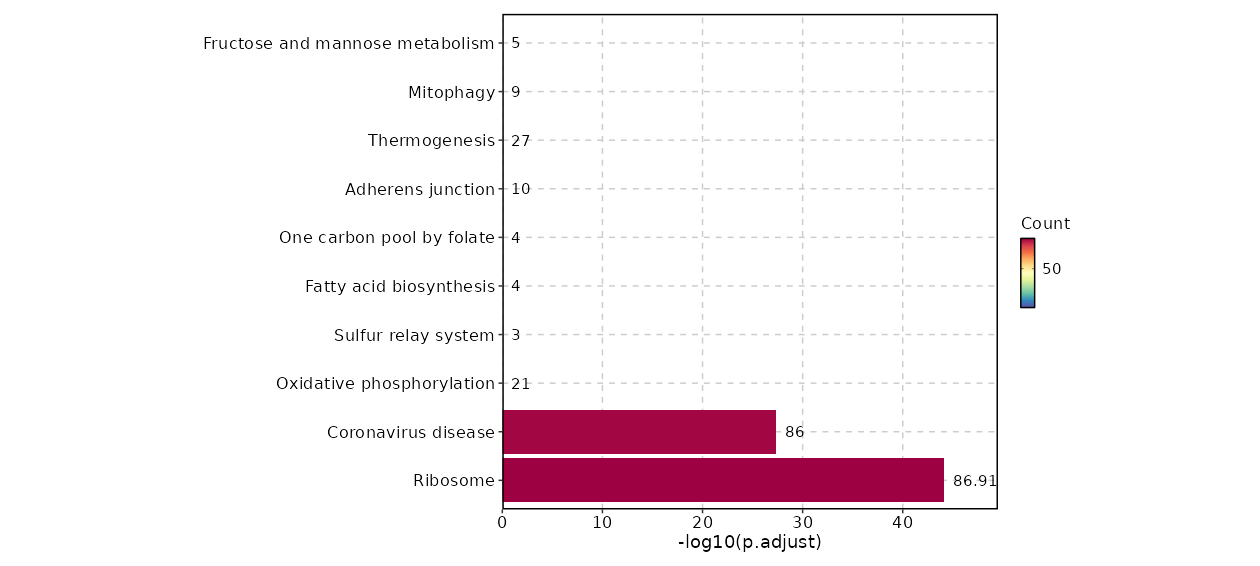 Fructose and mannose metabolism 5
Mitophagy 9
Thermogenesis 27
Adherens junction 10
One carbon pool by folate 4
Fatty acid biosynthesis 4
Sulfur relay system 3
Oxidative phosphorylation 21
Coronavirus disease 86
Ribosome 86.91
0 10 20 30 40
-log10(p.adjust)
Count
50